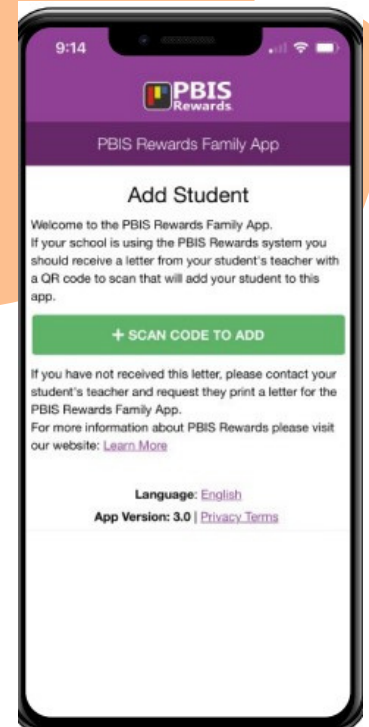 9:14
PBIS
Rewards
PBIS Rewards Family App
Add Student
Welcome to the PBIS Rewards Family App.
If your school is using the PBIS Rewards system you
should receive a letter from your student's teacher with
a QR code to scan that will add your student to this
app.
+ SCAN CODE TO ADD
If you have not received this letter, please contact your
student's teacher and request they print a letter for the
PBIS Rewards Family App.
For more information about PBIS Rewards please visit
our website: Learn More
Language: English
App Version: 3.0 | Privacy Terms